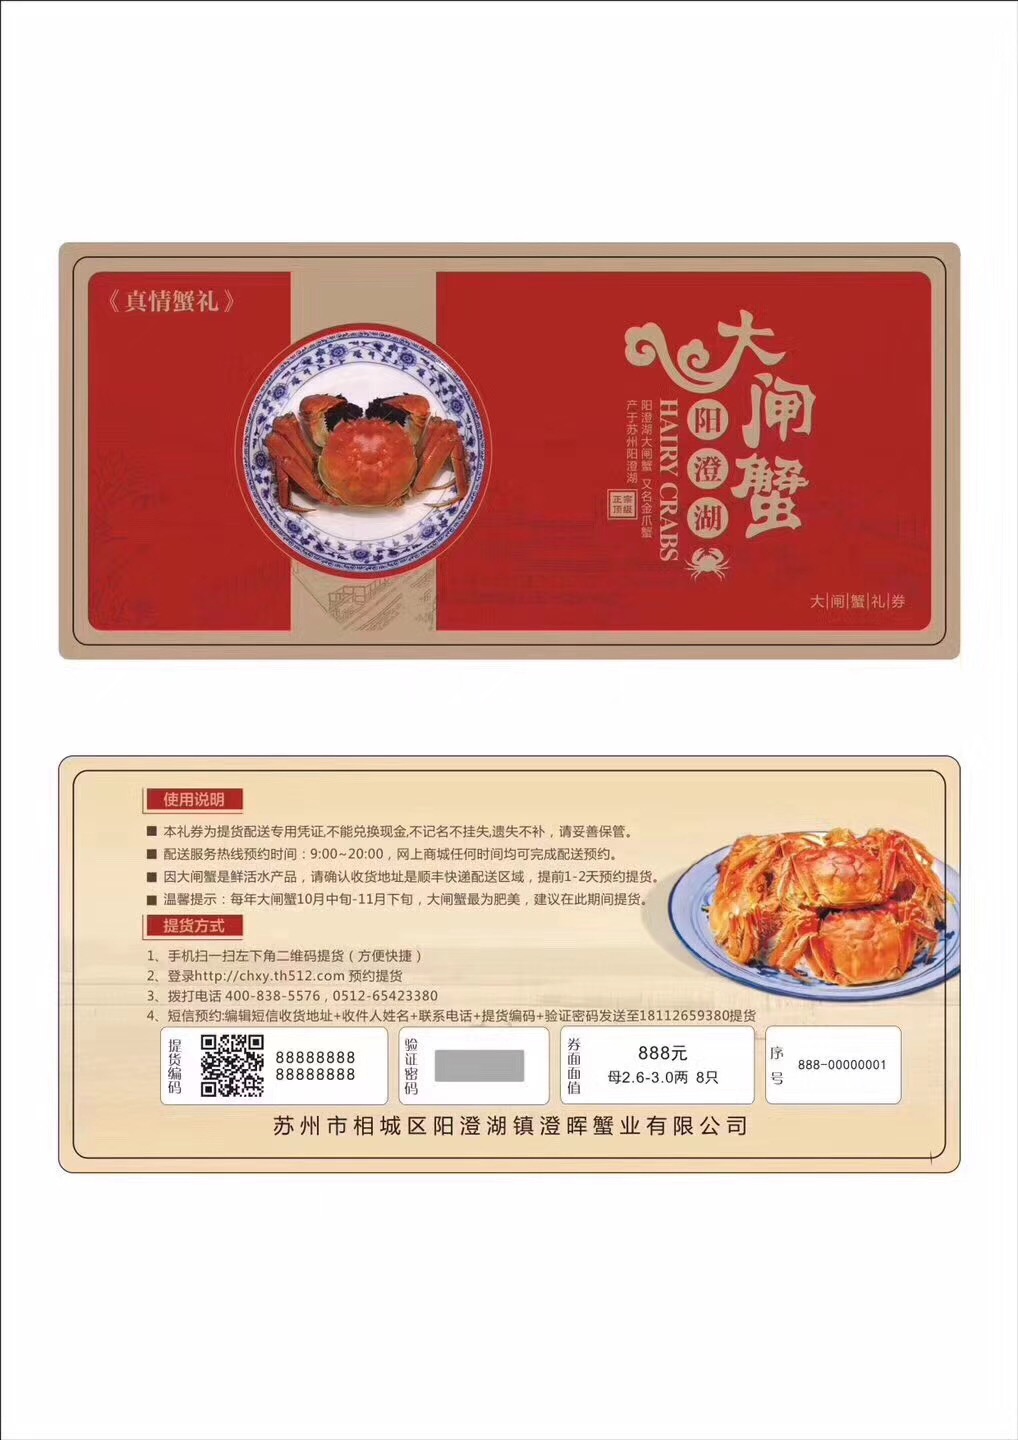 《真情蟹礼》
大闸蟹
阳澄湖
HAIRY CRABS
阳澄湖大闸蟹 又名金爪蟹
产于苏州阳澄湖
正宗
顶级
大|闸|蟹|礼|券
使用说明
■ 本礼券为提货配送专用凭证,不能兑换现金,不记名不挂失,遗失不补，请妥善保管。
■ 配送服务热线预约时间：9:00~20:00，网上商城任何时间均可完成配送预约。
■ 因大闸蟹是鲜活水产品，请确认收货地址是顺丰快递配送区域，提前1-2天预约提货。
■ 温馨提示：每年大闸蟹10月中旬-11月下旬，大闸蟹最为肥美，建议在此期间提货。
提货方式
1、手机扫一扫左下角二维码提货（方便快捷）
2、登录http://chxy.th512.com 预约提货
3、拨打电话 400-838-5576，0512-65423380
4、短信预约:编辑短信收货地址+收件人姓名+联系电话+提货编码+验证密码发送至18112659380提货
提货编码
88888888
88888888
验证密码
券面面值
888元
母2.6-3.0两 8只
序号
888-00000001
苏州市相城区阳澄湖镇澄晖蟹业有限公司